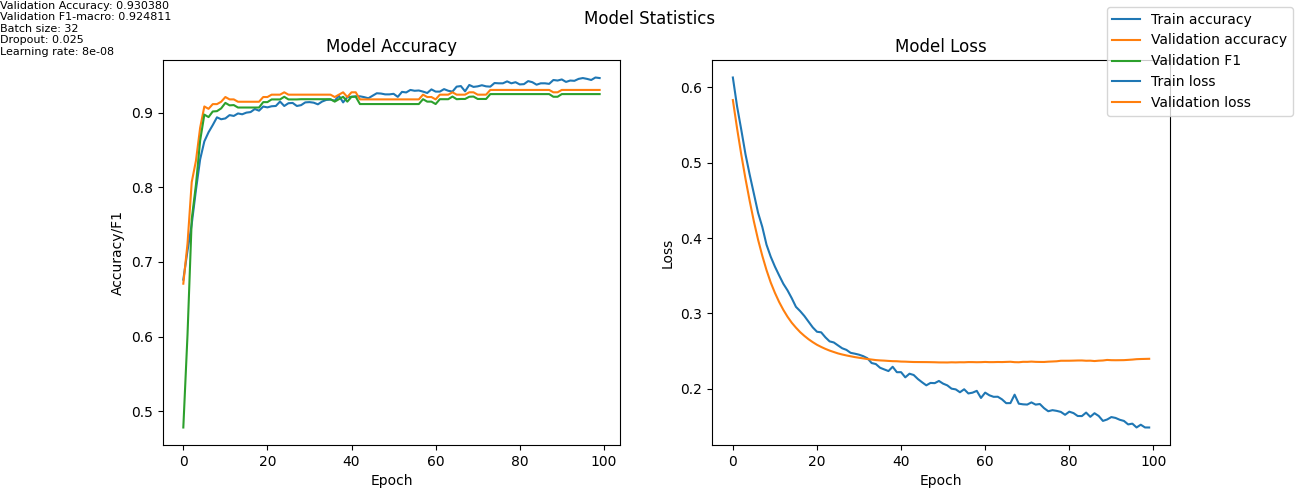 Validation Accuracy: 0.930380
Validation F1-macro: 0.924811
Batch size: 32
Dropout: 0.025
Learning rate: 8e-08
Model Statistics
Model Accuracy
0.9
0.8
0.7
0.6
0.5
Accuracy/F1
0
20
40
60
80
100
Epoch
Model Loss
0.6
0.5
0.4
0.3
0.2
Loss
0
20
40
60
80
100
Epoch
Train accuracy
Validation accuracy
Validation F1
Train loss
Validation loss